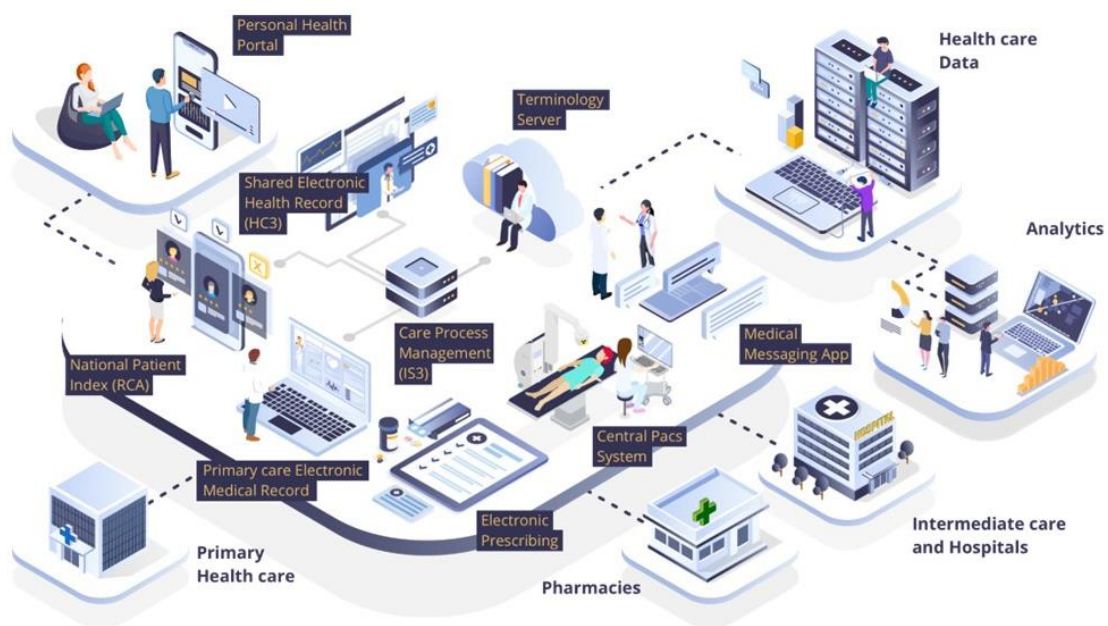 Personal Health
Portal
Health care
Data
Terminology
Server
Shared Electronic
Health Record
(HC3)
Analytics
National Patient
Index (RCA)
Care Process
Management
(IS3)
Medical
Messaging App
HOSPITAL
Primary care Electronic
Medical Record
Central Pacs
System
Electronic
Prescribing
Primary
Health care
Pharmacies
Intermediate care
and Hospitals